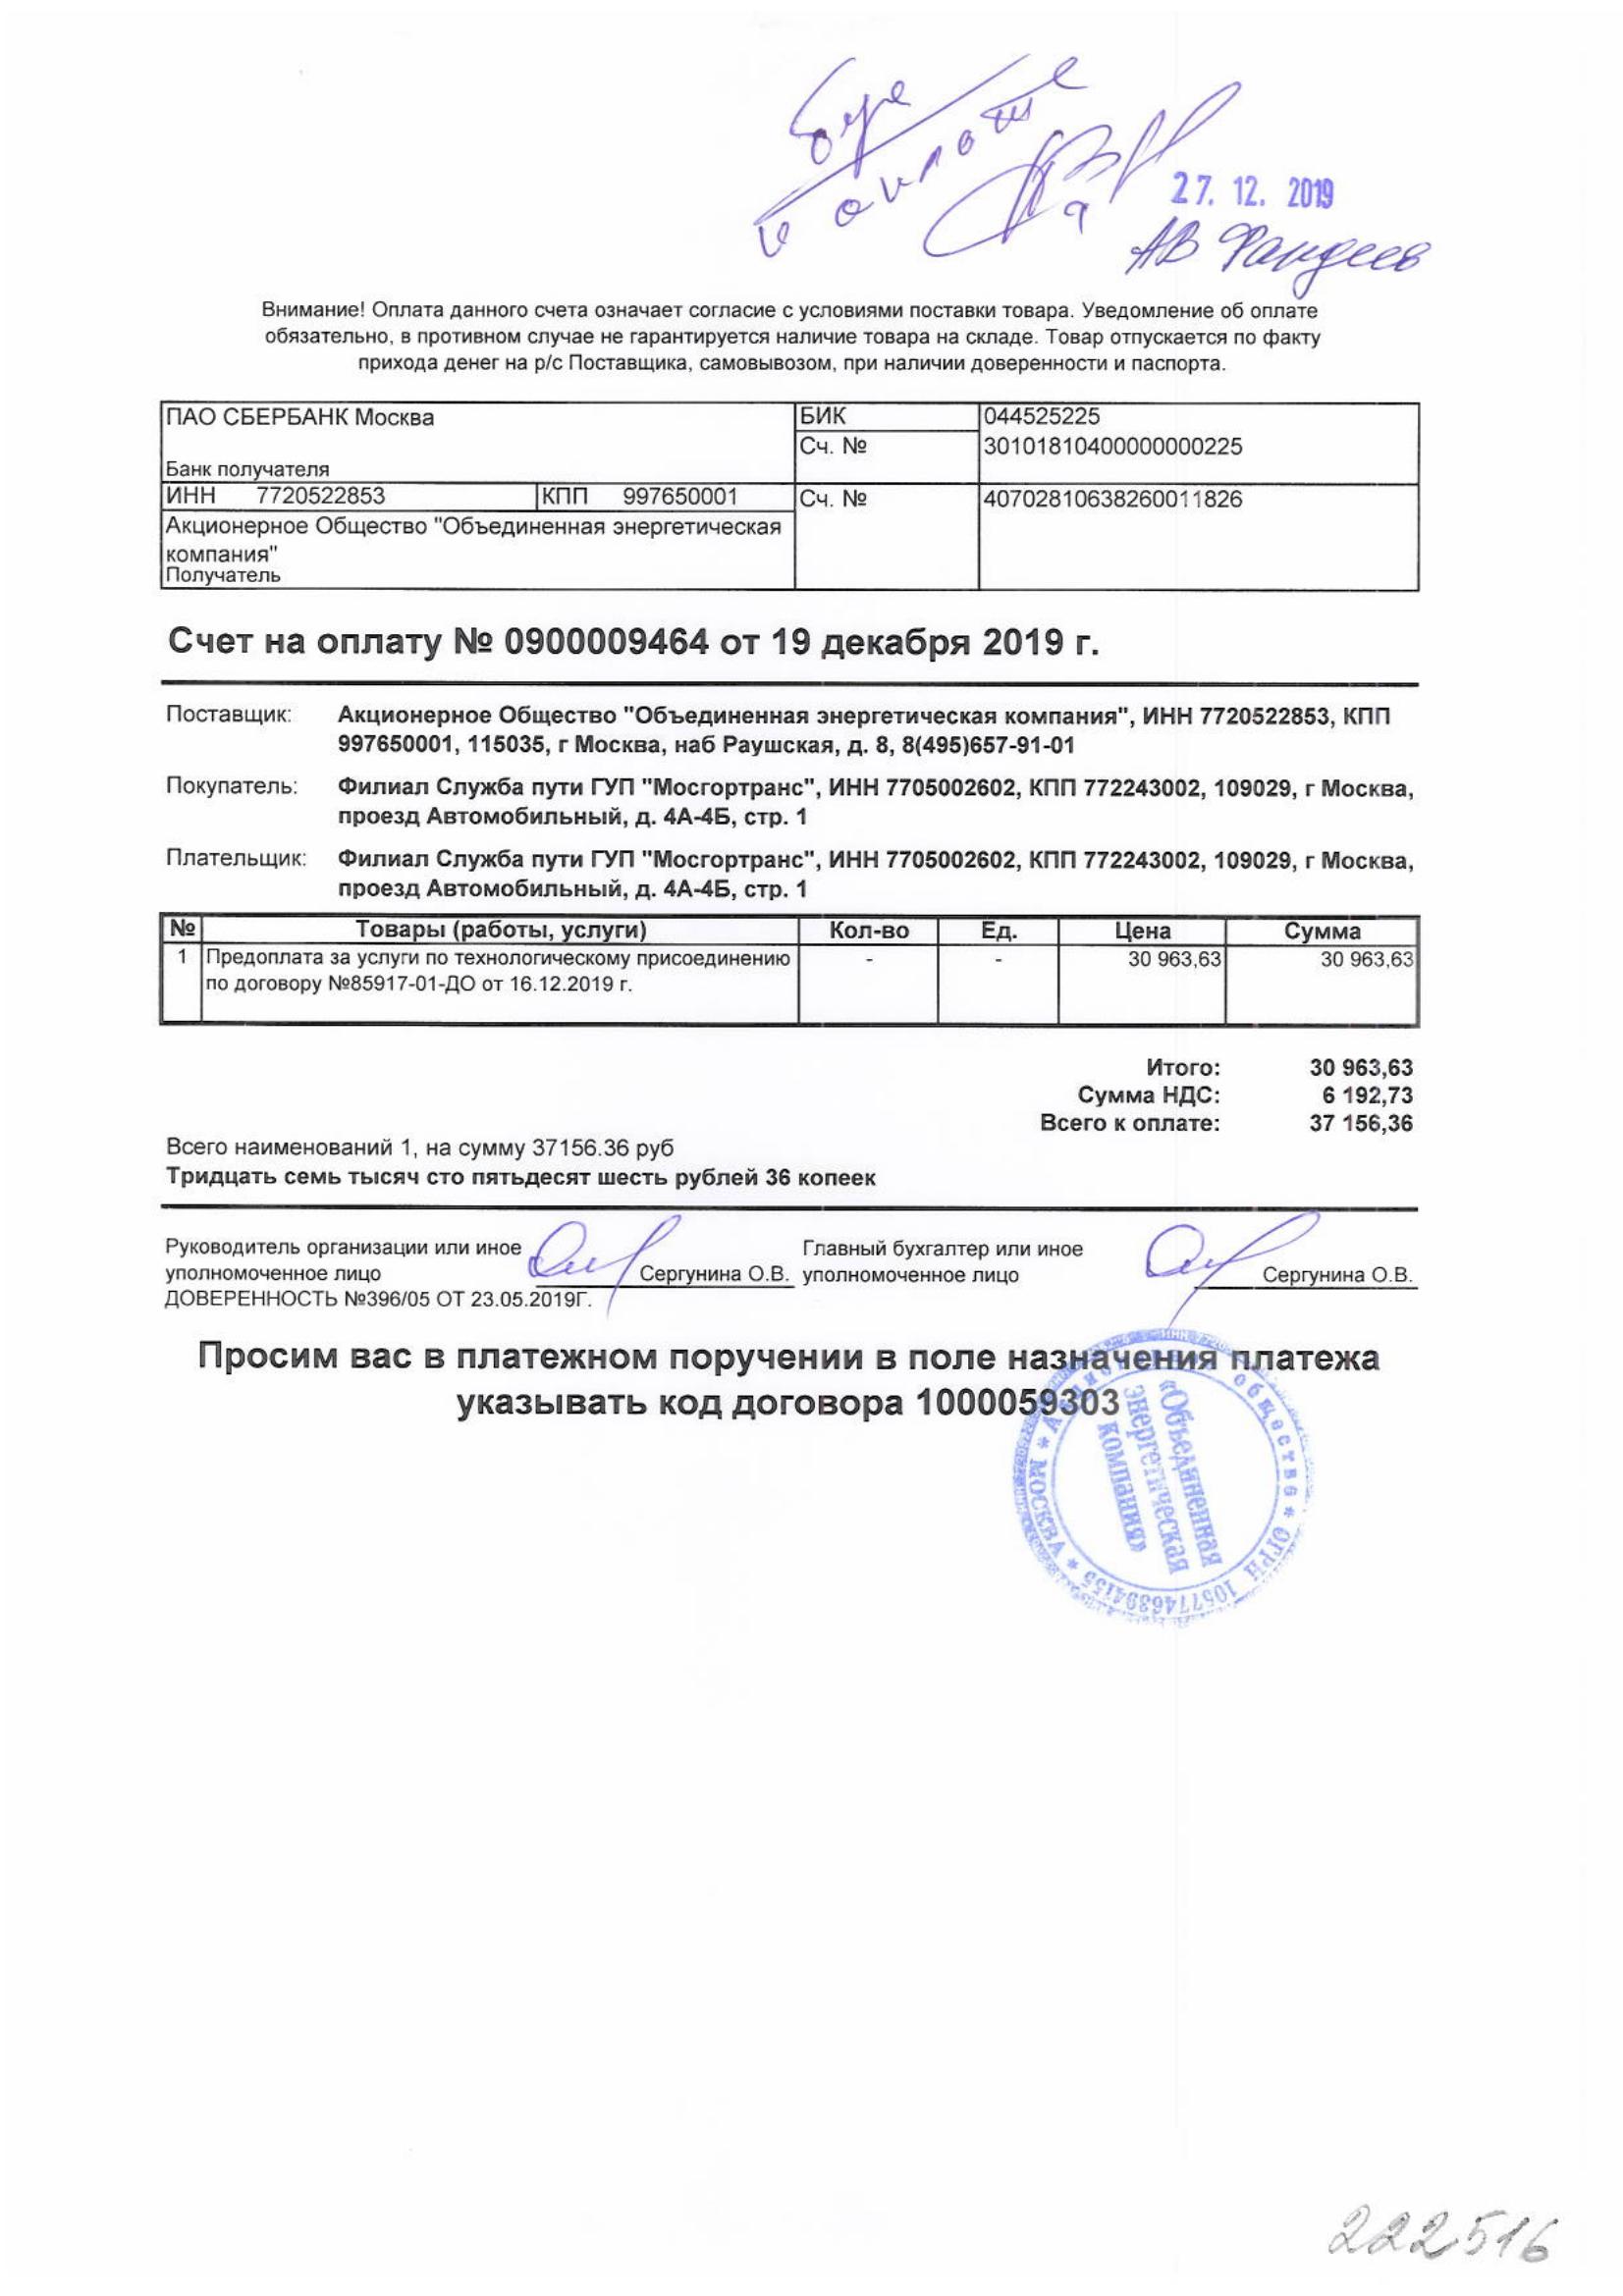 27. 12. 2019
АВ Фандеев
Внимание! Оплата данного счета означает согласие с условиями поставки товара. Уведомление об оплате
обязательно, в противном случае не гарантируется наличие товара на складе. Товар отпускается по факту
прихода денег на р/с Поставщика, самовывозом, при наличии доверенности и паспорта.
ПАО СБЕРБАНК Москва БИК 044525225
Сч. № 30101810400000000225
Банк получателя
ИНН 7720522853 КПП 997650001 Сч. № 40702810638260011826
Акционерное Общество "Объединенная энергетическая
компания"
Получатель
Счет на оплату № 0900009464 от 19 декабря 2019 г.
Поставщик: Акционерное Общество "Объединенная энергетическая компания", ИНН 7720522853, КПП
997650001, 115035, г Москва, наб Раушская, д. 8, 8(495)657-91-01
Покупатель: Филиал Служба пути ГУП "Мосгортранс", ИНН 7705002602, КПП 772243002, 109029, г Москва,
проезд Автомобильный, д. 4А-4Б, стр. 1
Плательщик: Филиал Служба пути ГУП "Мосгортранс", ИНН 7705002602, КПП 772243002, 109029, г Москва,
проезд Автомобильный, д. 4А-4Б, стр. 1
№ Товары (работы, услуги) Кол-во Ед. Цена Сумма
1 Предоплата за услуги по технологическому присоединению - - 30 963,63 30 963,63
по договору №85917-01-ДО от 16.12.2019 г.
Итого: 30 963,63
Сумма НДС: 6 192,73
Всего к оплате: 37 156,36
Всего наименований 1, на сумму 37156.36 руб
Тридцать семь тысяч сто пятьдесят шесть рублей 36 копеек
Руководитель организации или иное Главный бухгалтер или иное
уполномоченное лицо Сергунина О.В. уполномоченное лицо Сергунина О.В.
ДОВЕРЕННОСТЬ №396/05 ОТ 23.05.2019Г.
Просим вас в платежном поручении в поле назначения платежа
указывать код договора 1000059303
Акционерное общество * ОГРН 1057746394155 * МОСКВА *
«Объединенная
энергетическая
компания»
222516